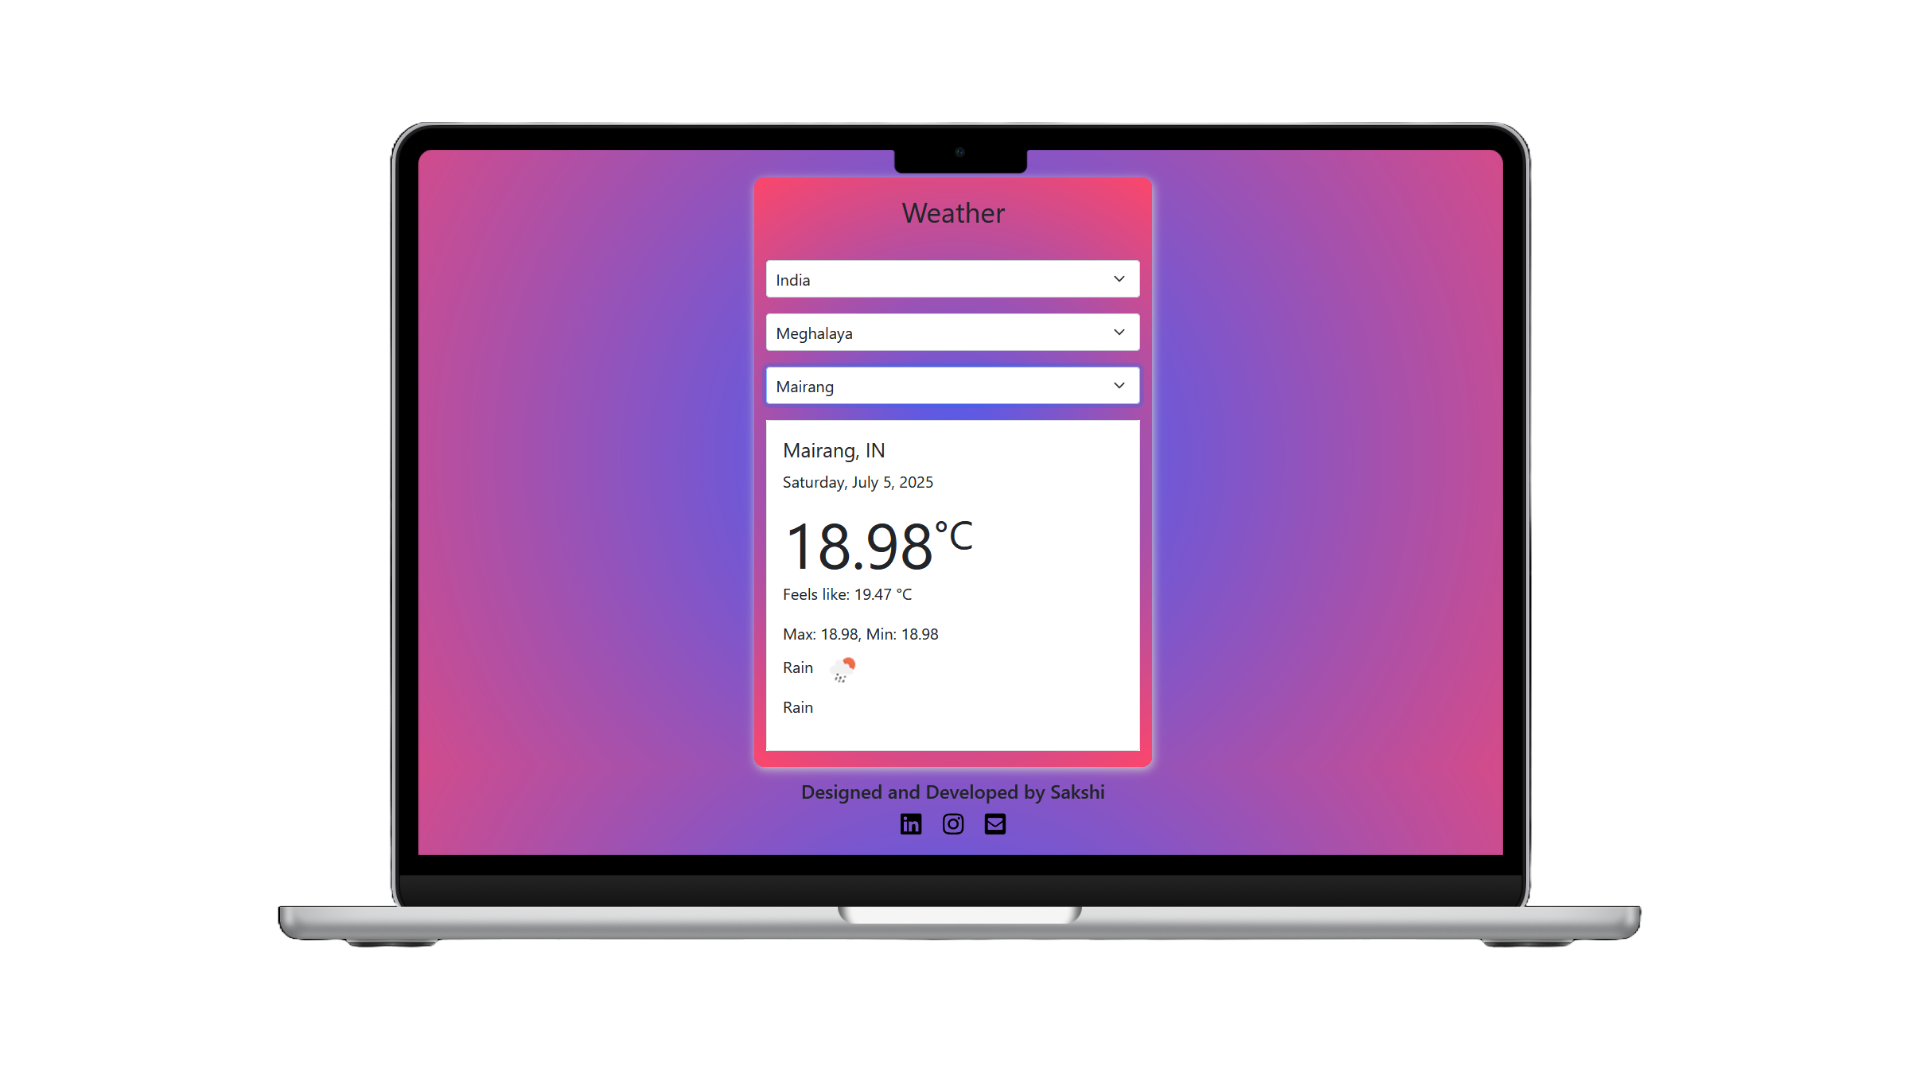 Weather
India
Meghalaya
Mairang
Mairang, IN
Saturday, July 5, 2025
18.98°C
Feels like: 19.47 °C
Max: 18.98, Min: 18.98
Rain
Rain
Designed and Developed by Sakshi
in